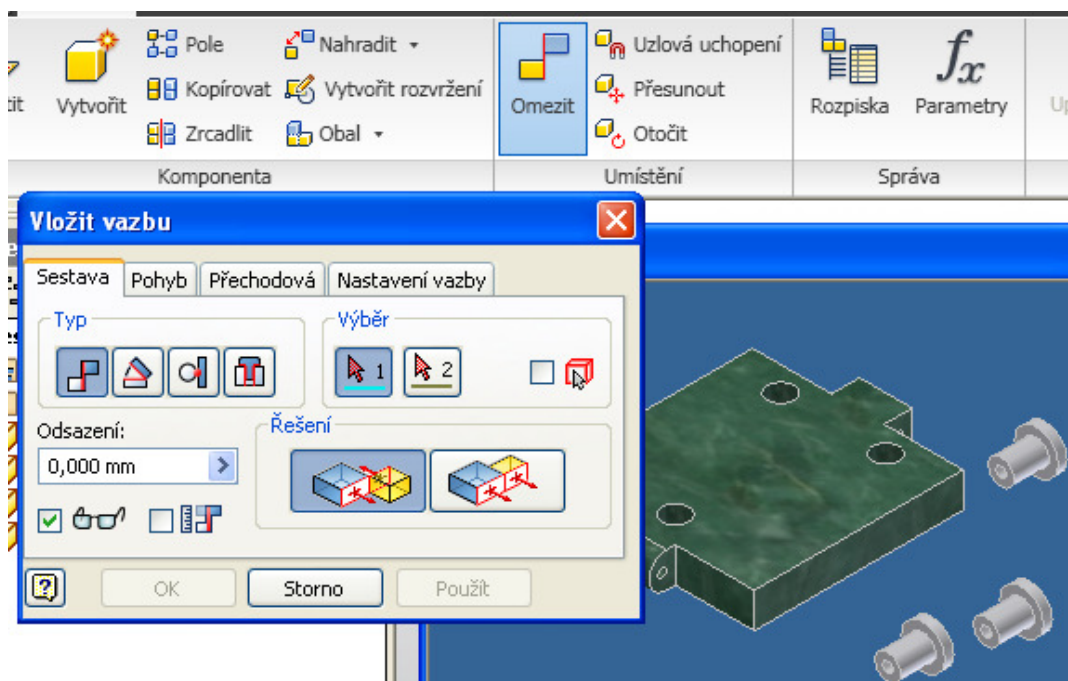 Pole
Nahradit
Uzlová uchopení
Vytvořit
Kopírovat
Vytvořit rozvržení
Omezit
Přesunout
Rozpiska
fx
Parametry
Zrcadlit
Obal
Otočit
Komponenta
Umístění
Správa
Vložit vazbu
Sestava
Pohyb
Přechodová
Nastavení vazby
Typ
Výběr
1
2
Odsazení:
0,000 mm
Řešení
OK
Storno
Použít